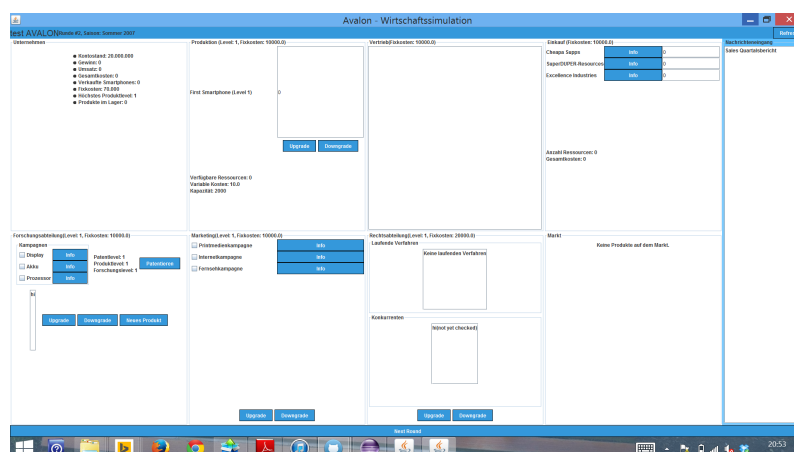 Avalon - Wirtschaftssimulation
test AVALON
Runde #2, Saison: Sommer 2007
Refres
Unternehmen
Kontostand: 20.000.000
Gewinn: 0
Umsatz: 0
Gesamtkosten: 0
Verkaufte Smartphones: 0
Fixkosten: 70.000
Höchstes Produktlevel: 1
Produkte im Lager: 0
Produktion (Level: 1, Fixkosten: 10000.0)
First Smartphone (Level 1)
0
Upgrade
Downgrade
Verfügbare Ressourcen: 0
Variable Kosten: 10.0
Kapazität: 2000
Vertrieb(Fixkosten: 10000.0)
Einkauf (Fixkosten: 10000.0)
Cheapa Supps
Info
0
SuperDUPER-Resources
Info
0
Excellence Industries
Info
0
Anzahl Ressourcen: 0
Gesamtkosten: 0
Nachrichteneingang
Sales Quartalsbericht
Forschungsabteilung(Level: 1, Fixkosten: 10000.0)
Kampagnen
Display
Info
Akku
Info
Prozessor
Info
Patentlevel: 1
Produktlevel: 1
Forschungslevel: 1
Patentieren
Upgrade
Downgrade
Neues Produkt
Marketing(Level: 1, Fixkosten: 10000.0)
Printmedienkampagne
Info
Internetkampagne
Info
Fernsehkampagne
Info
Upgrade
Downgrade
Rechtsabteilung(Level: 1, Fixkosten: 20000.0)
Laufende Verfahren
Keine laufenden Verfahren
Konkurrenten
hi(not yet checked)
Upgrade
Downgrade
Markt
Keine Produkte auf dem Markt.
Next Round
20:53